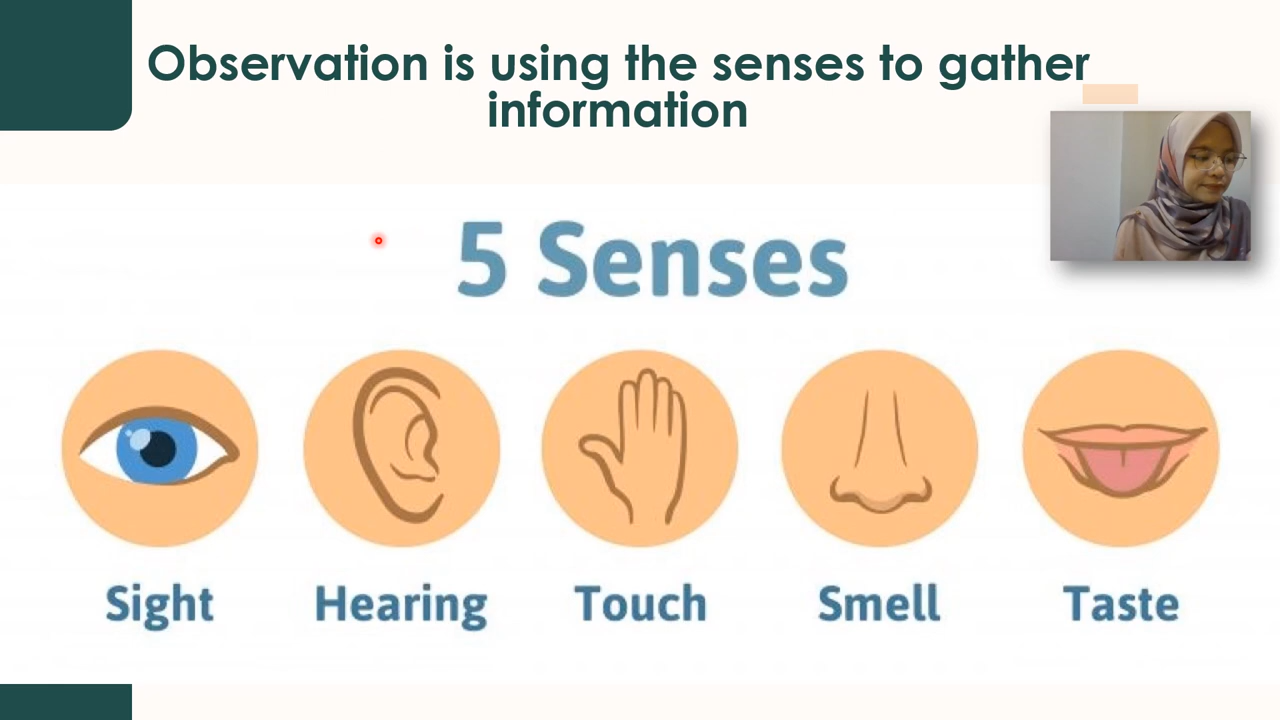 Observation is using the senses to gather
information
5 Senses
Sight
Hearing
Touch
Smell
Taste